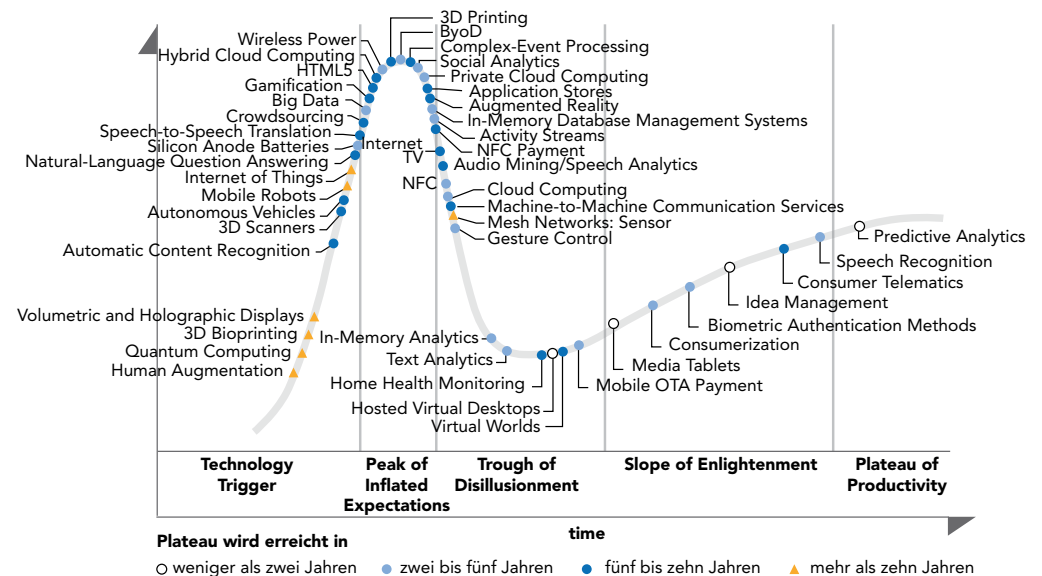 3D Printing
ByoD
Wireless Power
Complex-Event Processing
Hybrid Cloud Computing
Social Analytics
HTML5
Private Cloud Computing
Gamification
Application Stores
Big Data
Augmented Reality
Crowdsourcing
In-Memory Database Management Systems
Speech-to-Speech Translation
Activity Streams
Silicon Anode Batteries
Internet
TV
NFC Payment
Natural-Language Question Answering
Audio Mining/Speech Analytics
Internet of Things
NFC
Mobile Robots
Cloud Computing
Autonomous Vehicles
Machine-to-Machine Communication Services
3D Scanners
Mesh Networks: Sensor
Gesture Control
Automatic Content Recognition
Predictive Analytics
Speech Recognition
Consumer Telematics
Idea Management
Volumetric and Holographic Displays
Biometric Authentication Methods
3D Bioprinting
In-Memory Analytics
Consumerization
Quantum Computing
Text Analytics
Media Tablets
Human Augmentation
Home Health Monitoring
Mobile OTA Payment
Hosted Virtual Desktops
Virtual Worlds
Technology
Trigger
Peak of
Inflated
Expectations
Trough of
Disillusionment
Slope of Enlightenment
Plateau of
Productivity
time
Plateau wird erreicht in
weniger als zwei Jahren
zwei bis fünf Jahren
fünf bis zehn Jahren
mehr als zehn Jahren